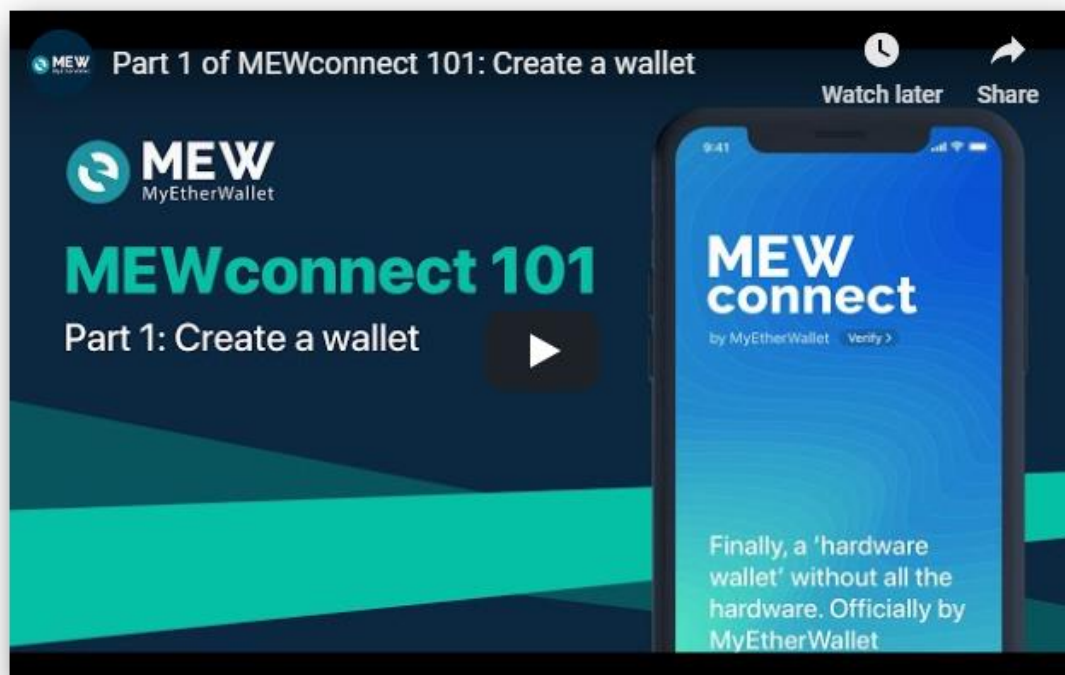 MEW
Part 1 of MEWconnect 101: Create a wallet
Watch later
Share
MEW
MyEtherWallet
MEWconnect 101
Part 1: Create a wallet
9:41
MEW
connect
by MyEtherWallet Verify >
Finally, a ‘hardware
wallet’ without all the
hardware. Officially by
MyEtherWallet